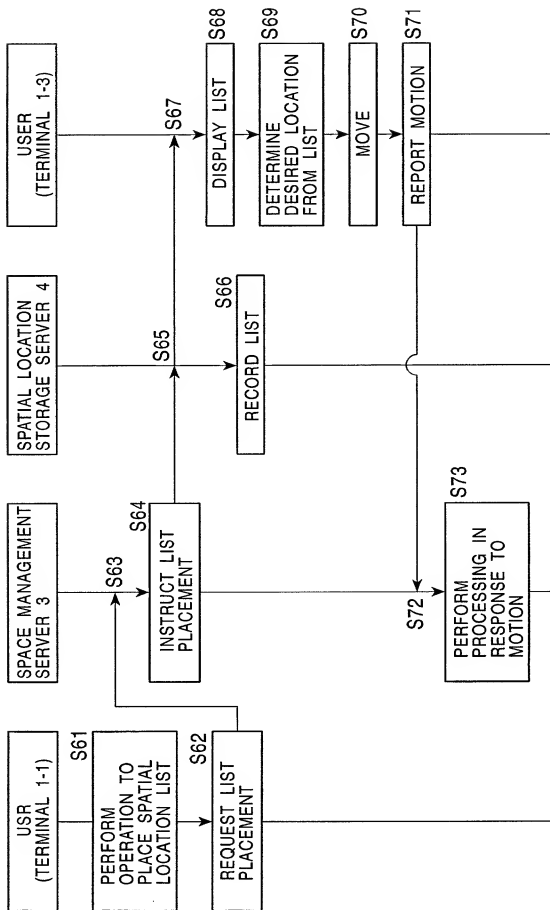 USR
(TERMINAL 1-1)
S61
PERFORM
OPERATION TO
PLACE SPATIAL
LOCATION LIST
S62
REQUEST LIST
PLACEMENT
SPACE MANAGEMENT
SERVER 3
S63
S64
INSTRUCT LIST
PLACEMENT
S72
S73
PERFORM
PROCESSING IN
RESPONSE TO
MOTION
SPATIAL LOCATION
STORAGE SERVER 4
S65
S66
RECORD LIST
USER
(TERMINAL 1-3)
S67
S68
DISPLAY LIST
S69
DETERMINE
DESIRED LOCATION
FROM LIST
S70
MOVE
S71
REPORT MOTION